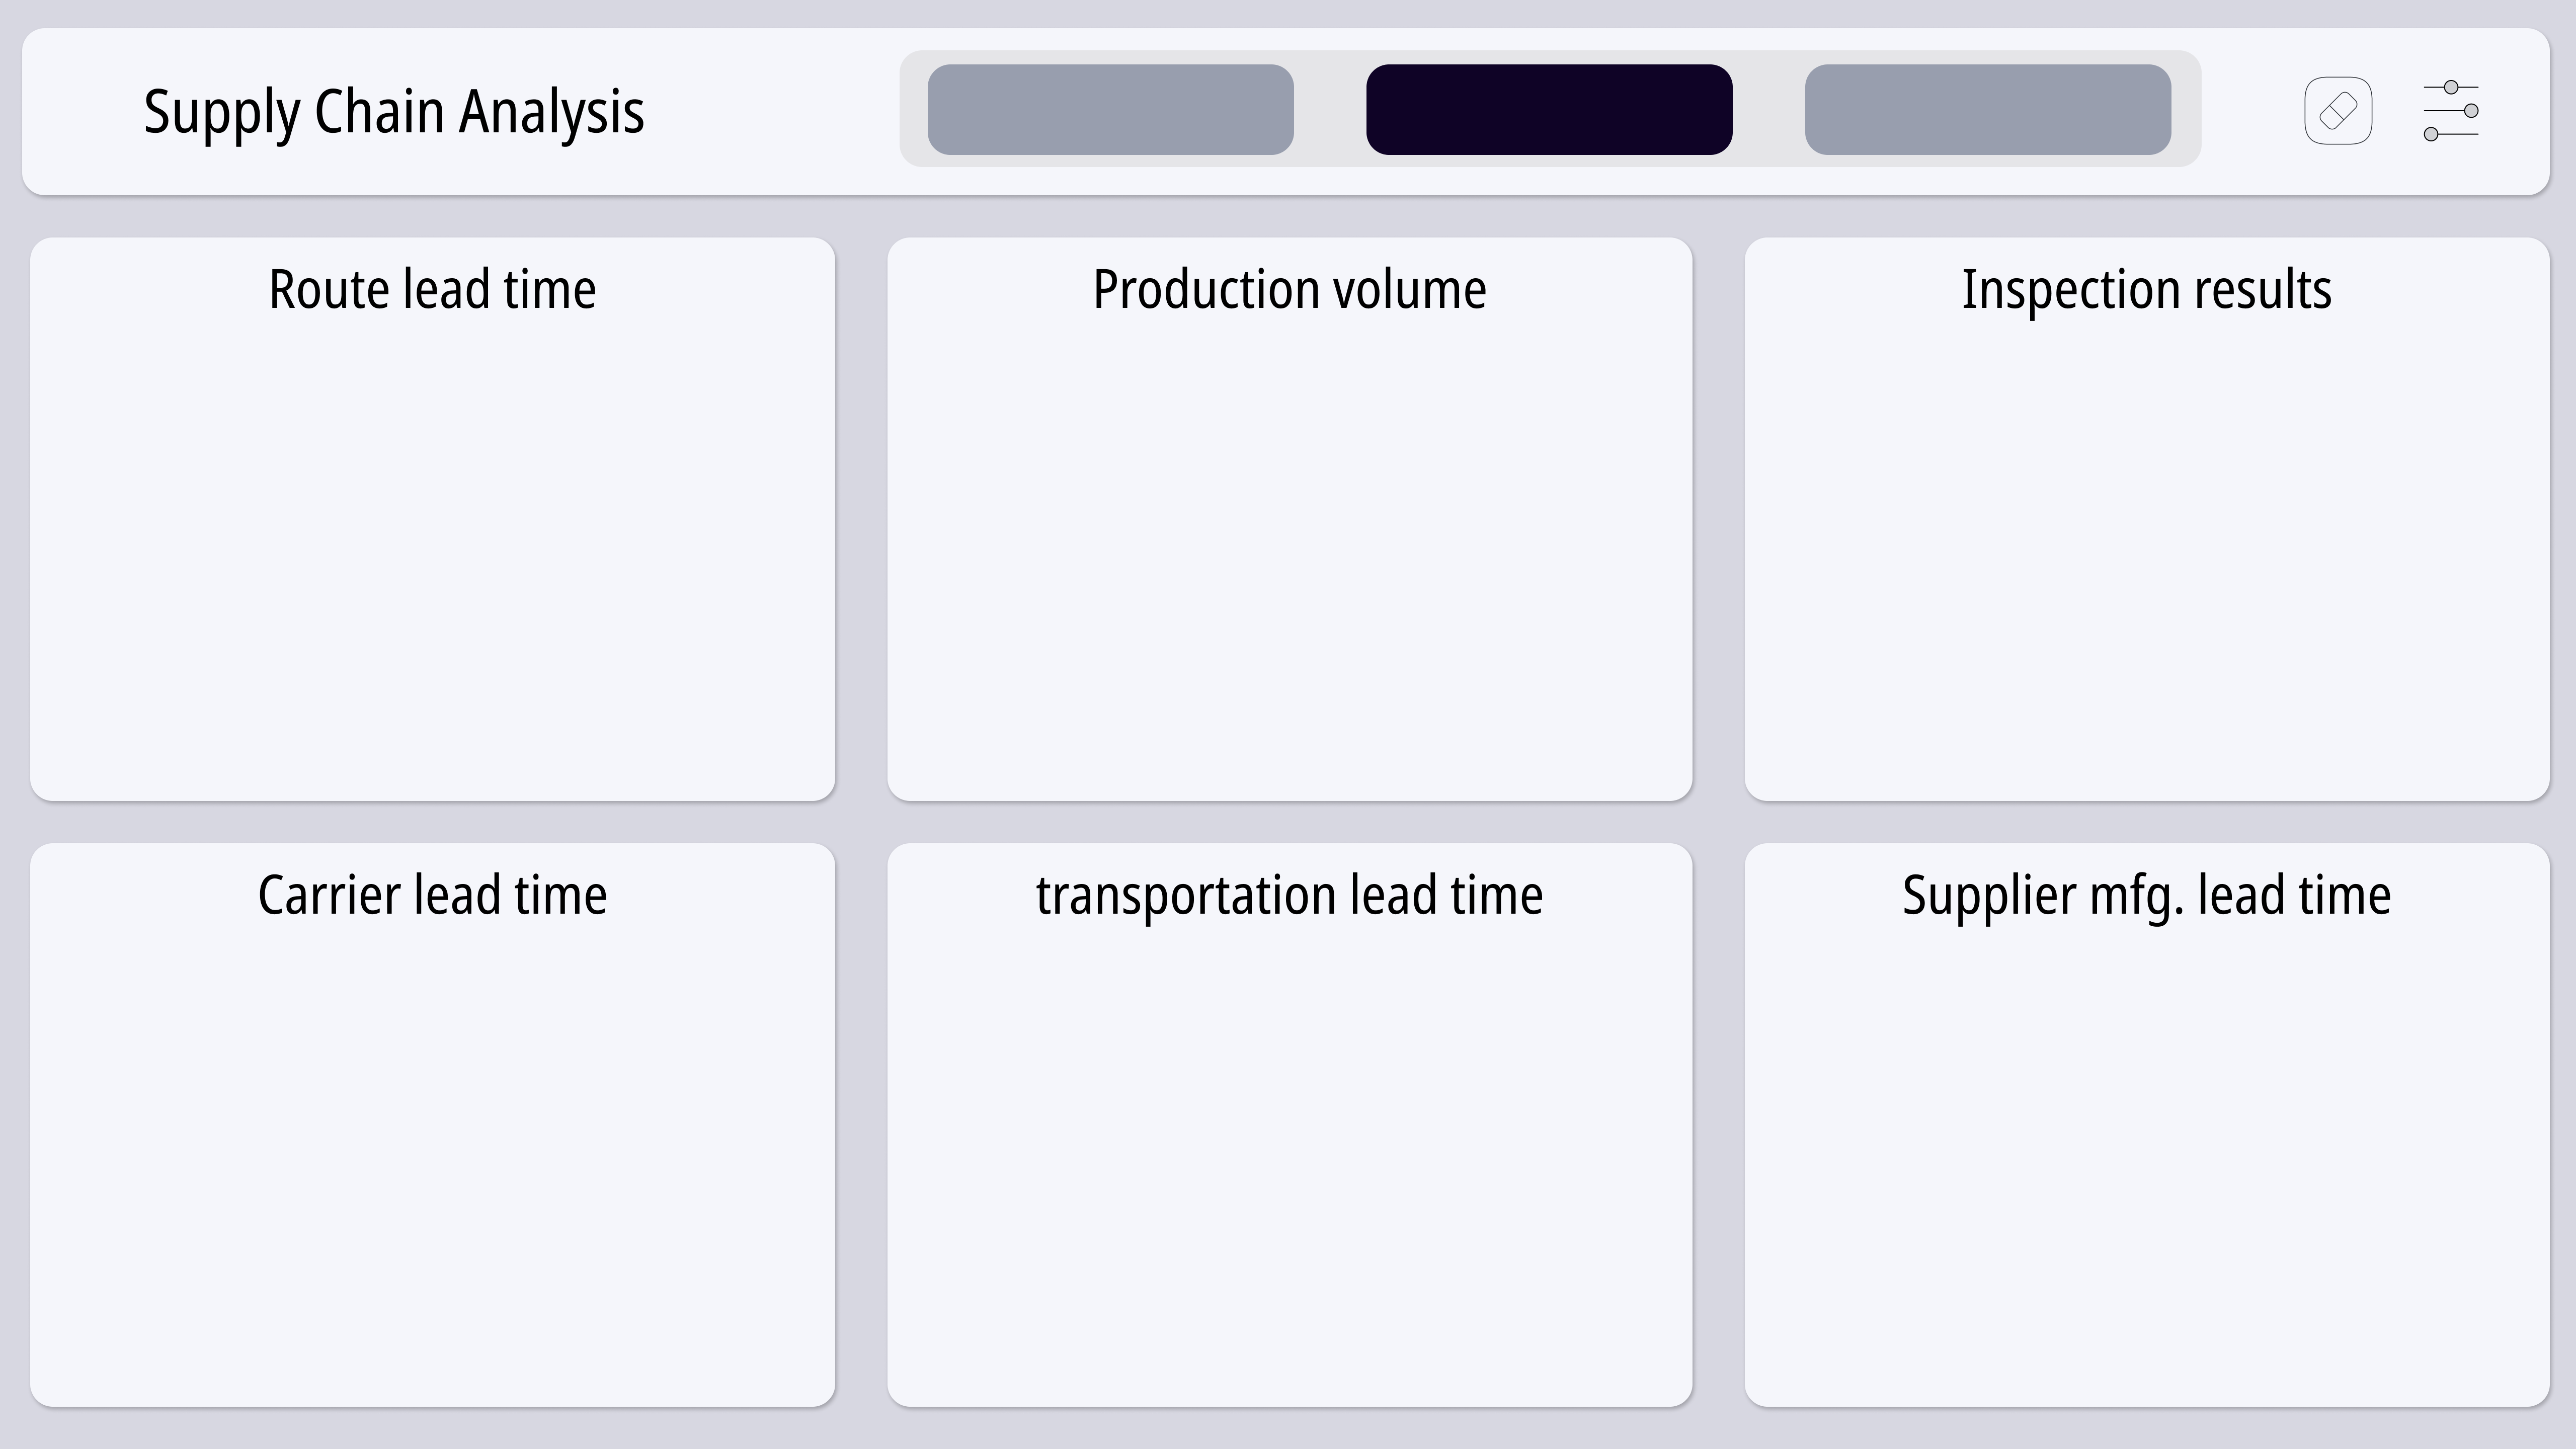 Supply Chain Analysis
Route lead time
Production volume
Inspection results
Carrier lead time
transportation lead time
Supplier mfg. lead time